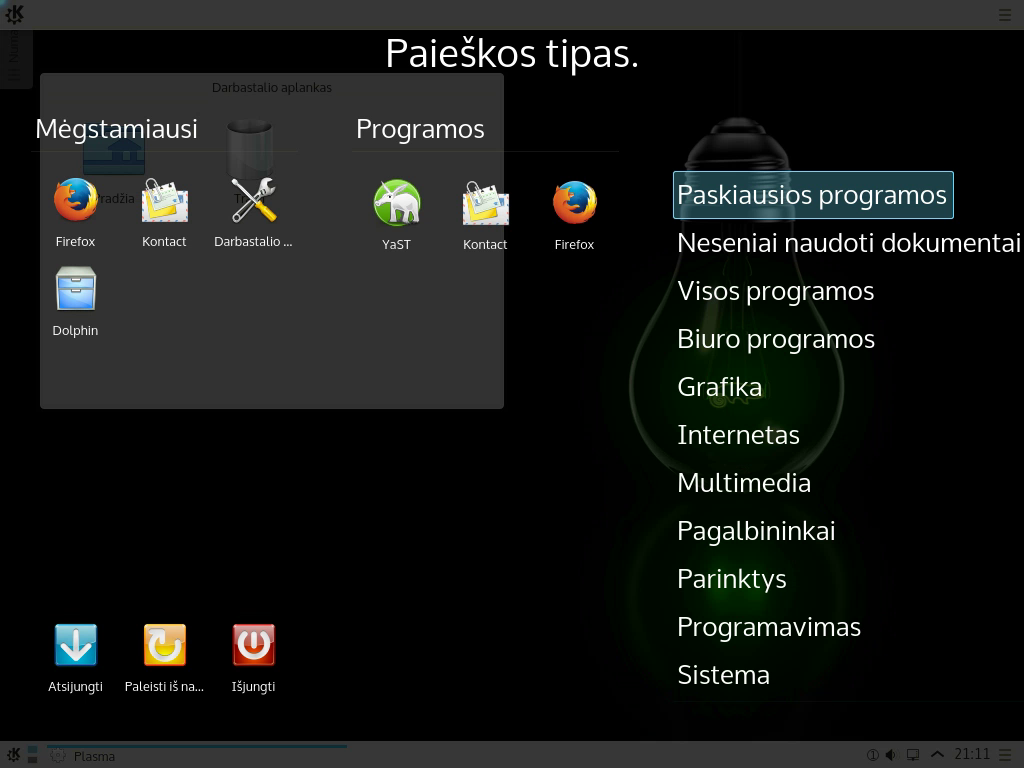 Paieškos tipas.
Darbastalio aplankas
Mėgstamiausi
Programos
Pradžia
Firefox
Kontact
Darbastalio ...
Dolphin
YaST
Kontact
Firefox
Paskiausios programos
Neseniai naudoti dokumentai
Visos programos
Biuro programos
Grafika
Internetas
Multimedia
Pagalbininkai
Parinktys
Programavimas
Sistema
Atsijungti
Paleisti iš na...
Išjungti
Plasma
1
21:11